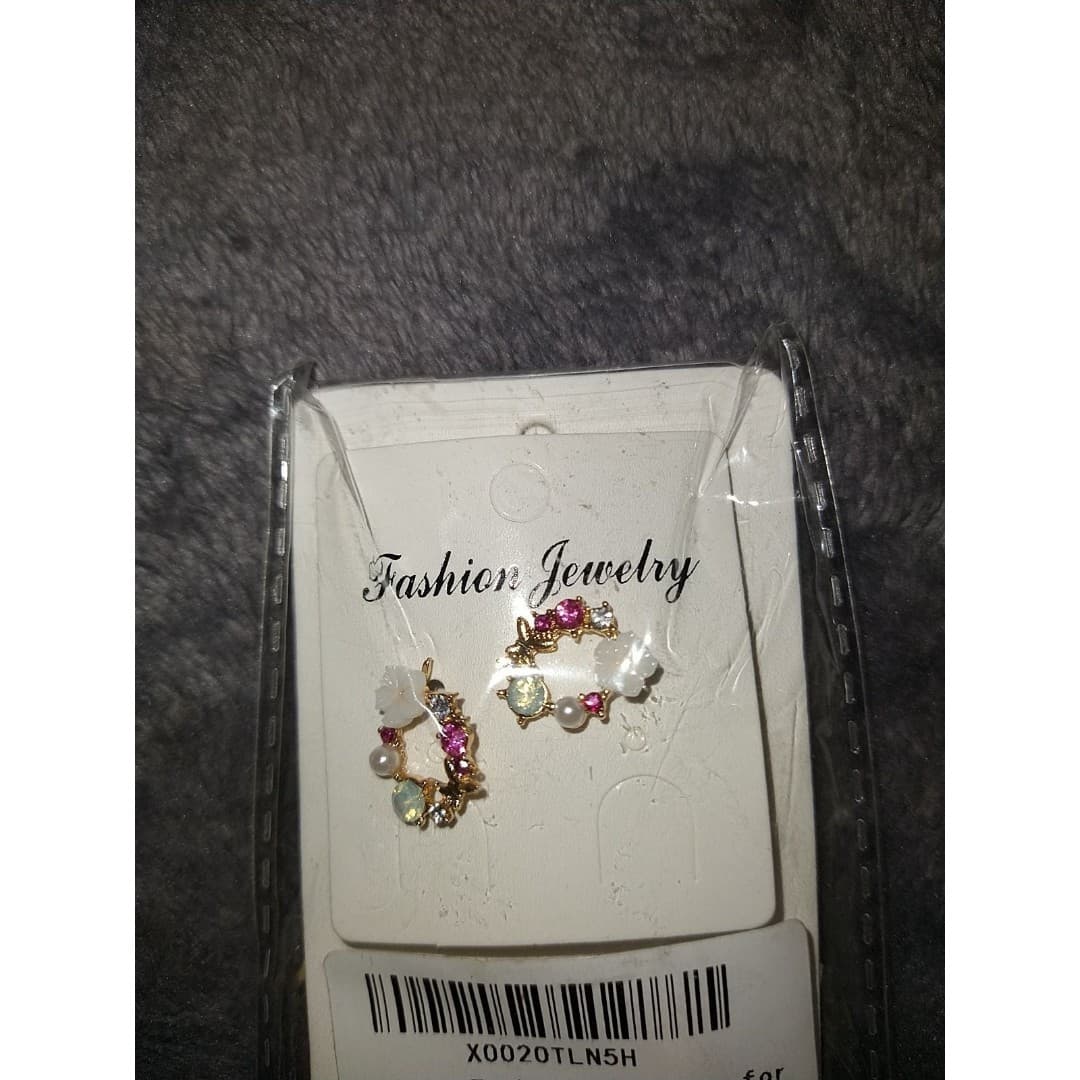 Fashion Jewelry
X0020TLN5H
for